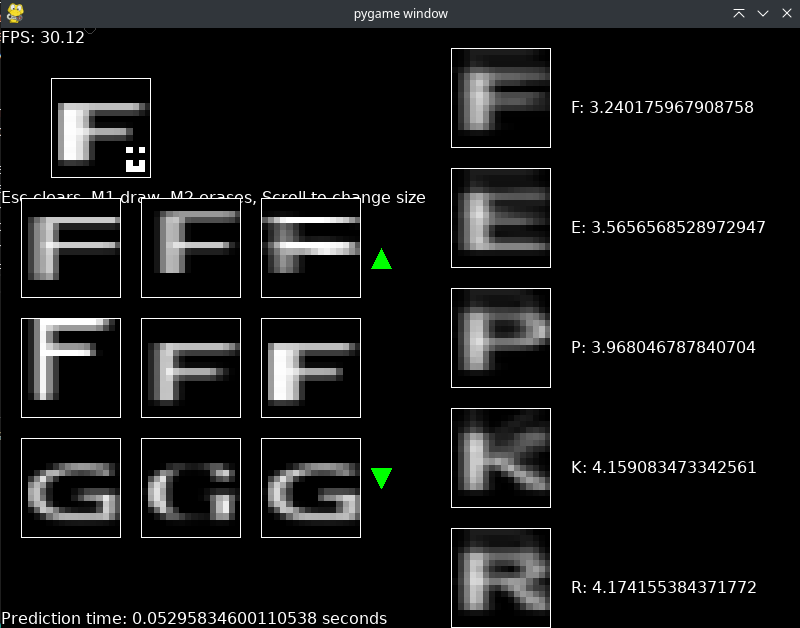 pygame window
FPS: 30.12
F
Esc clears, M1 draw, M2 erases, Scroll to change size
F F F
F F F
G G G
F
F: 3.240175967908758
E
E: 3.5656568528972947
P
P: 3.968046787840704
K
K: 4.159083473342561
R
R: 4.174155384371772
Prediction time: 0.05295834600110538 seconds